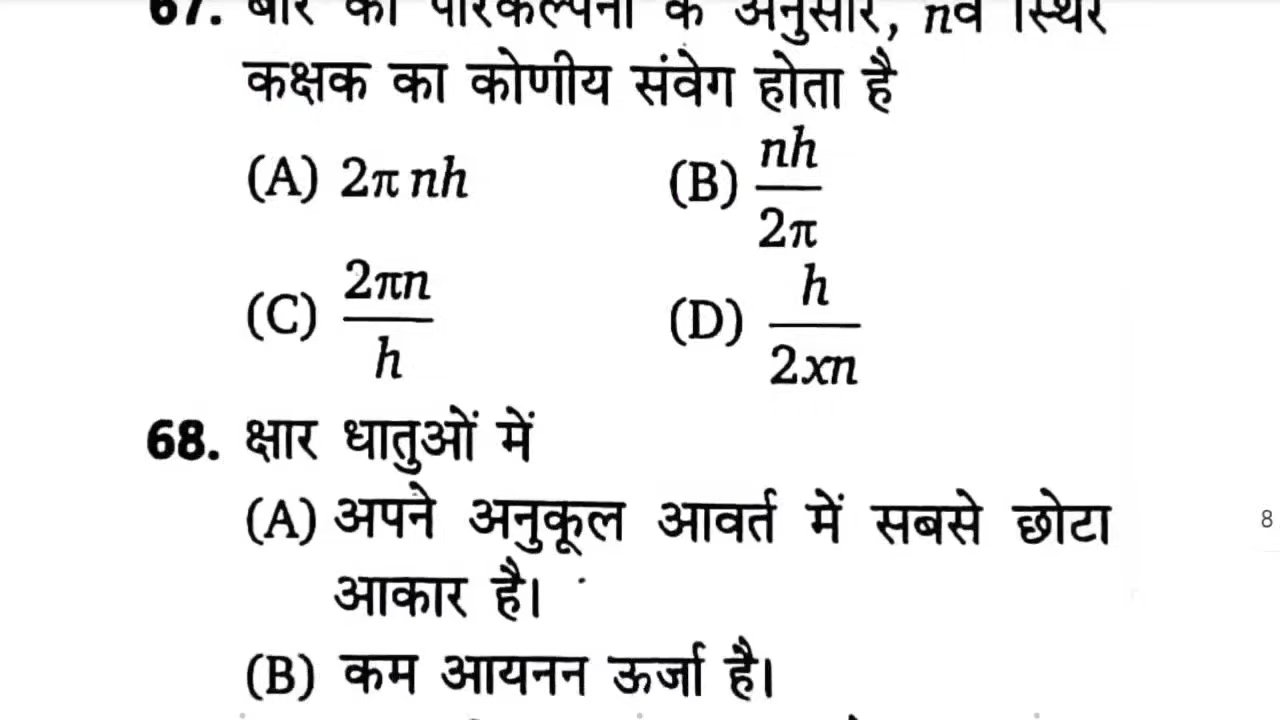 67. बोर की परिकल्पना के अनुसार, nवें स्थिर
कक्षक का कोणीय संवेग होता है
(A) 2π nh (B) nh/2π
(C) 2πn/h (D) h/2xn
68. क्षार धातुओं में
(A) अपने अनुकूल आवर्त में सबसे छोटा
आकार है।
(B) कम आयनन ऊर्जा है।
8